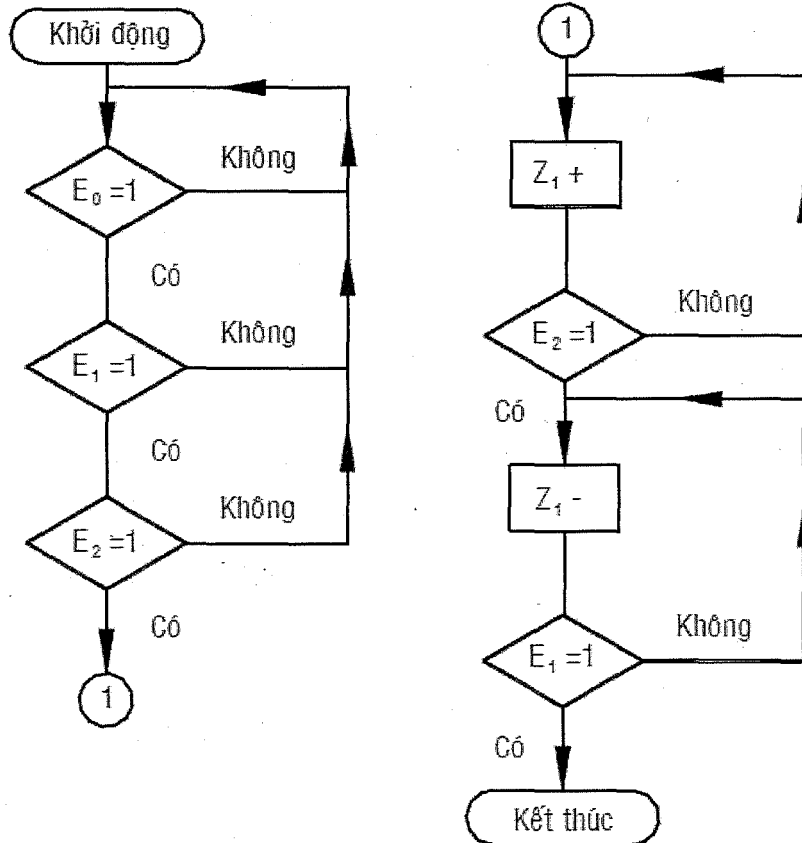 Khởi động
E₀=1
Không
Có
E₁=1
Không
Có
E₂=1
Không
Có
1
1
Z₁+
E₂=1
Không
Có
Z₁-
E₁=1
Không
Có
Kết thúc